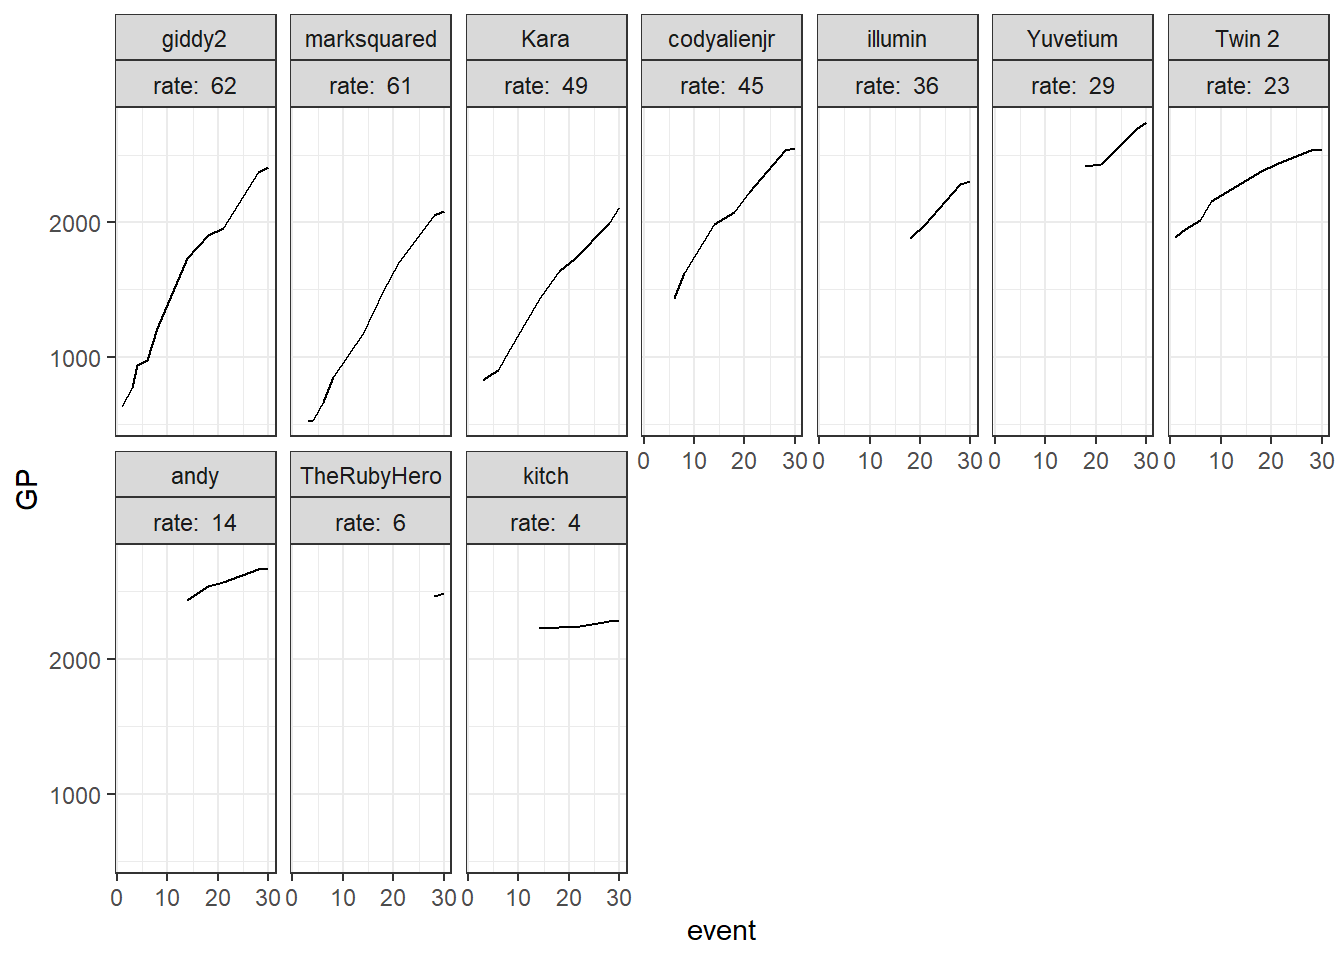 giddy2 marksquared Kara codyalienjr illumin Yuvetium Twin 2
rate:  62 rate:  61 rate:  49 rate:  45 rate:  36 rate:  29 rate:  23
2000
1000
0 10 20 30 0 10 20 30 0 10 20 30 0 10 20 30
GP
andy TheRubyHero kitch
rate:  14 rate:  6 rate:  4
2000
1000
0 10 20 30 0 10 20 30 0 10 20 30
event